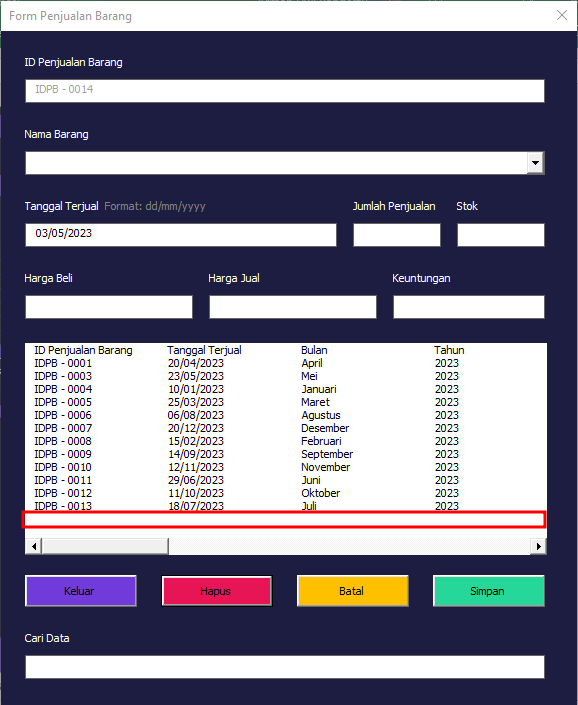 Form Penjualan Barang
ID Penjualan Barang
IDPB - 0014
Nama Barang
Tanggal Terjual Format: dd/mm/yyyy Jumlah Penjualan Stok
03/05/2023
Harga Beli Harga Jual Keuntungan
ID Penjualan Barang Tanggal Terjual Bulan Tahun
IDPB - 0001 20/04/2023 April 2023
IDPB - 0003 23/05/2023 Mei 2023
IDPB - 0004 10/01/2023 Januari 2023
IDPB - 0005 25/03/2023 Maret 2023
IDPB - 0006 06/08/2023 Agustus 2023
IDPB - 0007 20/12/2023 Desember 2023
IDPB - 0008 15/02/2023 Februari 2023
IDPB - 0009 14/09/2023 September 2023
IDPB - 0010 12/11/2023 November 2023
IDPB - 0011 29/06/2023 Juni 2023
IDPB - 0012 11/10/2023 Oktober 2023
IDPB - 0013 18/07/2023 Juli 2023
Keluar Hapus Batal Simpan
Cari Data